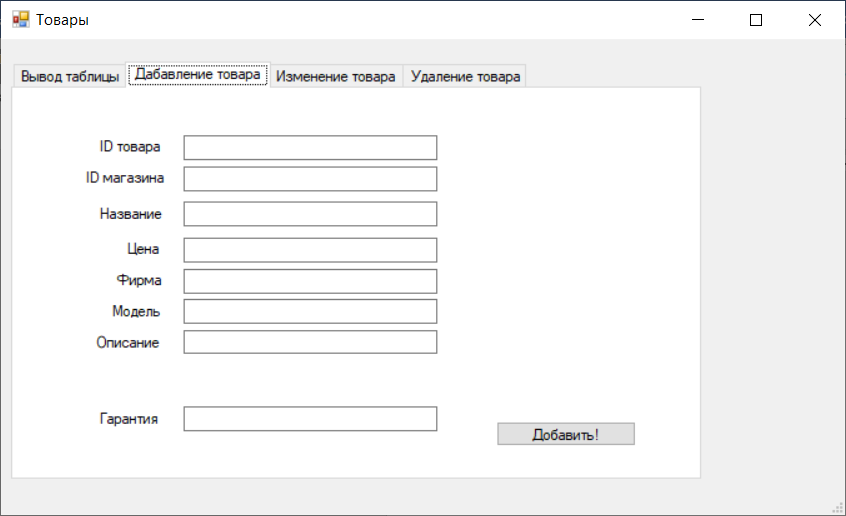 Товары
Вывод таблицы Дабавление товара Изменение товара Удаление товара
ID товара
ID магазина
Название
Цена
Фирма
Модель
Описание
Гарантия
Добавить!